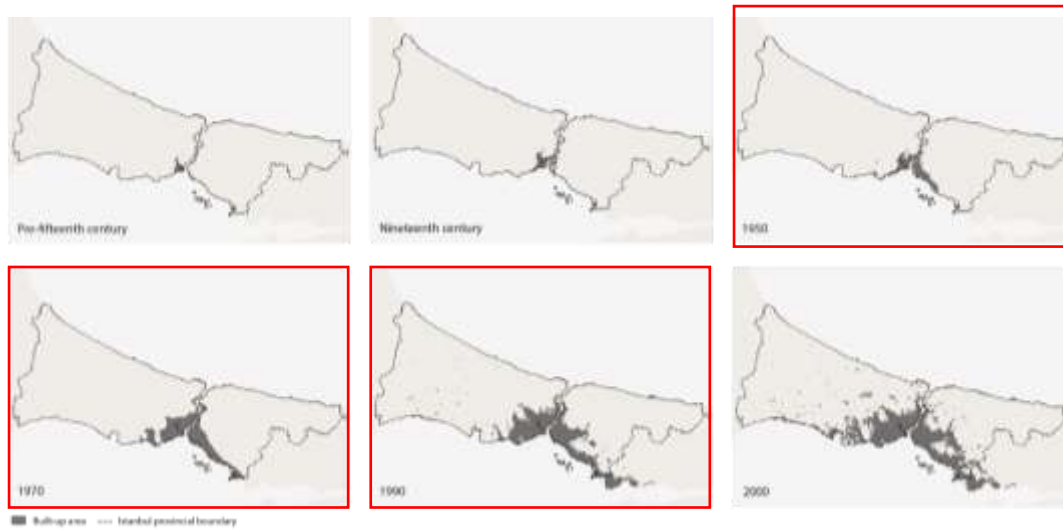 Pre-fifteenth century
Nineteenth century
1950
1970
1990
2000
Built-up area
Istanbul provincial boundary